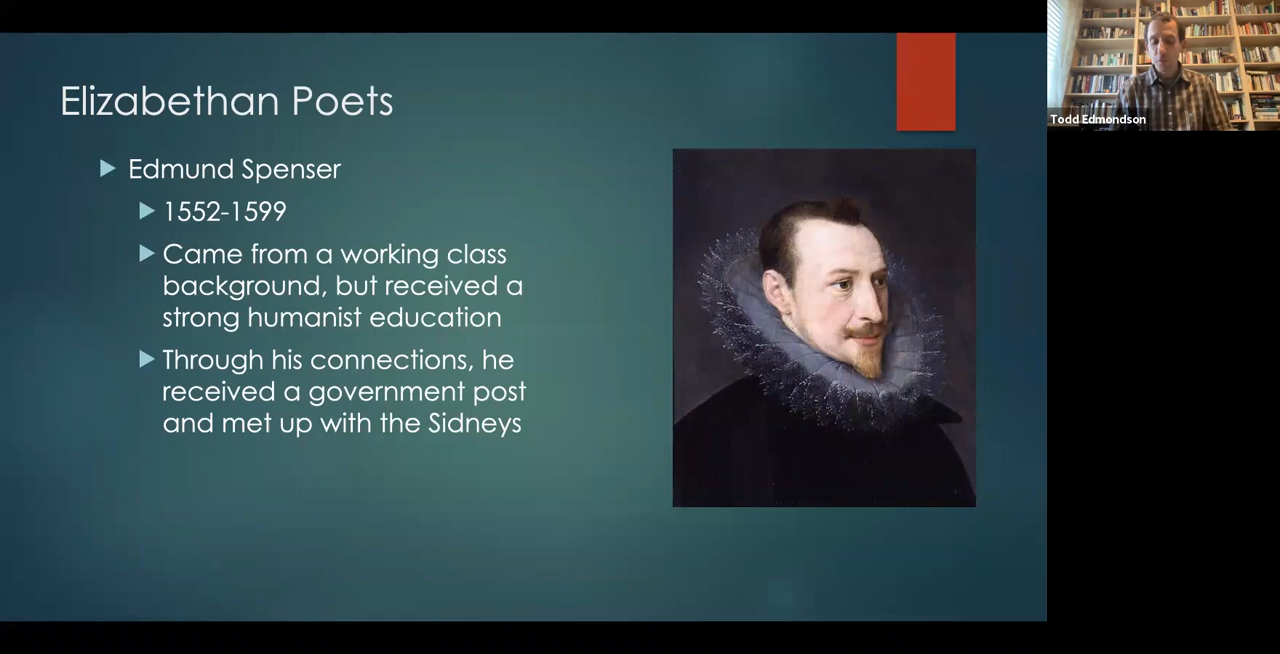 Elizabethan Poets
Edmund Spenser
1552-1599
Came from a working class
background, but received a
strong humanist education
Through his connections, he
received a government post
and met up with the Sidneys
Todd Edmondson